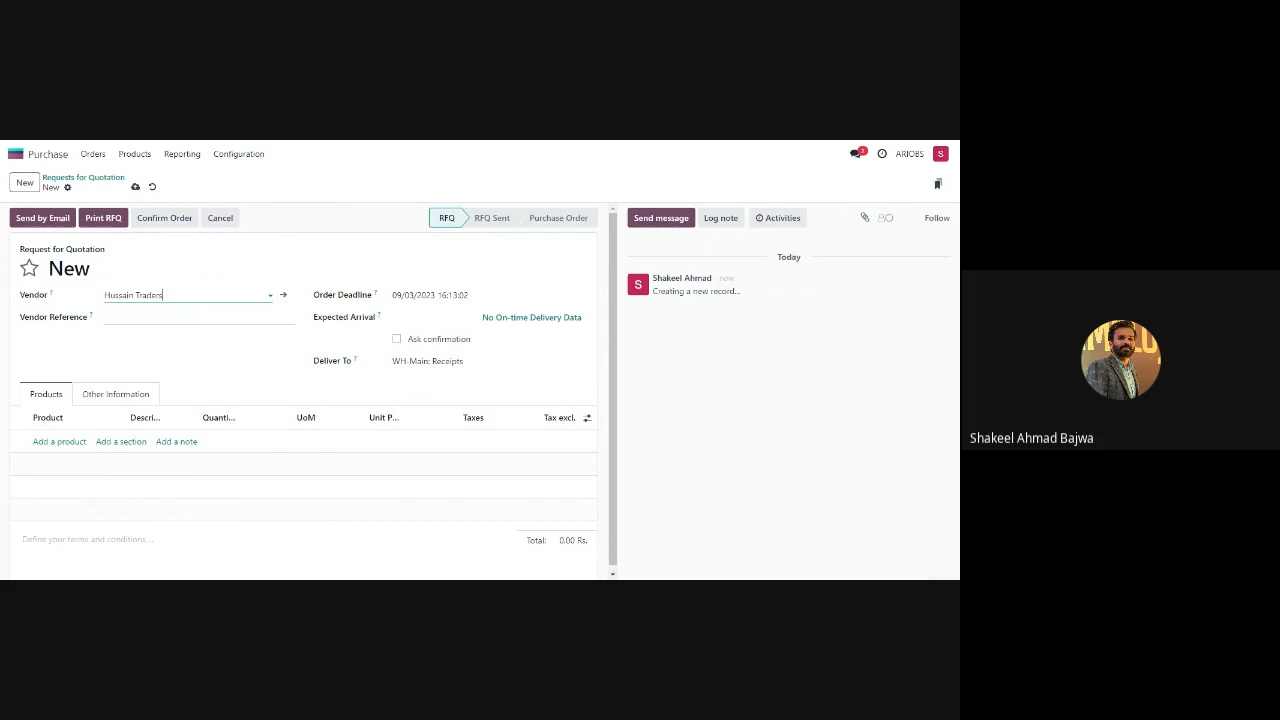 Purchase Orders Products Reporting Configuration 2 ARIOBS S
New Requests for Quotation
New
Send by Email Print RFQ Confirm Order Cancel RFQ RFQ Sent Purchase Order Send message Log note Activities 0 Follow
Request for Quotation
New
Today
Vendor ? Hussain Traders Order Deadline ? 09/03/2023 16:13:02
S Shakeel Ahmad - now
Creating a new record...
Vendor Reference ? Expected Arrival ? No On-time Delivery Data
Ask confirmation
Deliver To ? WH-Main: Receipts
Products Other Information
Product Descri... Quanti... UoM Unit P... Taxes Tax excl.
Add a product Add a section Add a note
Define your terms and conditions ...
Total: 0.00 Rs.
Shakeel Ahmad Bajwa